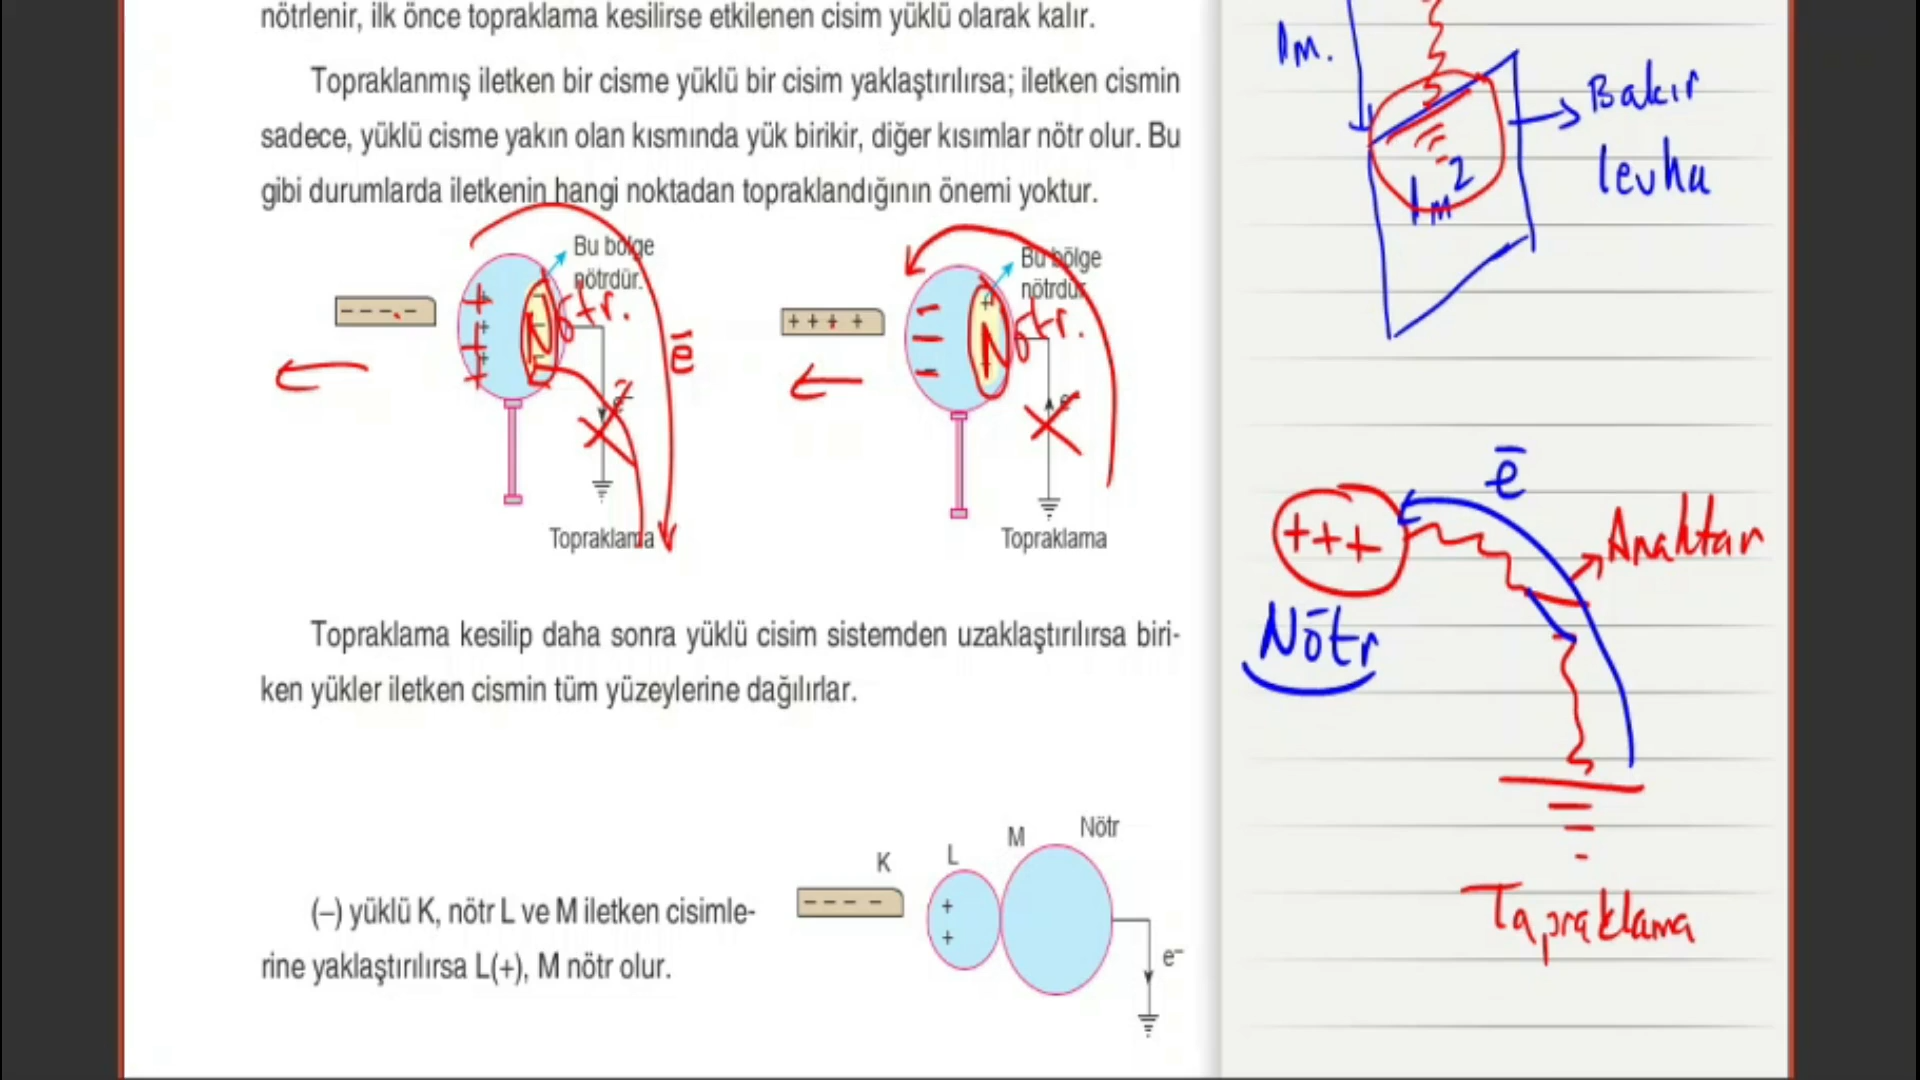 nötrlenir, ilk önce topraklama kesilirse etkilenen cisim yüklü olarak kalır.
Topraklanmış iletken bir cisme yüklü bir cisim yaklaştırılırsa; iletken cismin
sadece, yüklü cisme yakın olan kısmında yük birikir, diğer kısımlar nötr olur. Bu
gibi durumlarda iletkenin hangi noktadan topraklandığının önemi yoktur.
Bu bölge
nötrdür.
- - - - -
+ + + +
Nötr.
e⁻
ē
Topraklama
Bu bölge
nötrdür
+ + + +
- - -
Nötr.
e⁻
Topraklama
Topraklama kesilip daha sonra yüklü cisim sistemden uzaklaştırılırsa biri-
ken yükler iletken cismin tüm yüzeylerine dağılırlar.
(–) yüklü K, nötr L ve M iletken cisimle-
rine yaklaştırılırsa L(+), M nötr olur.
K
L
M
Nötr
- - - -
+
+
e⁻
1m.
Bakır
levha
1m²
ē
+++
Anahtar
Nötr
Topraklama